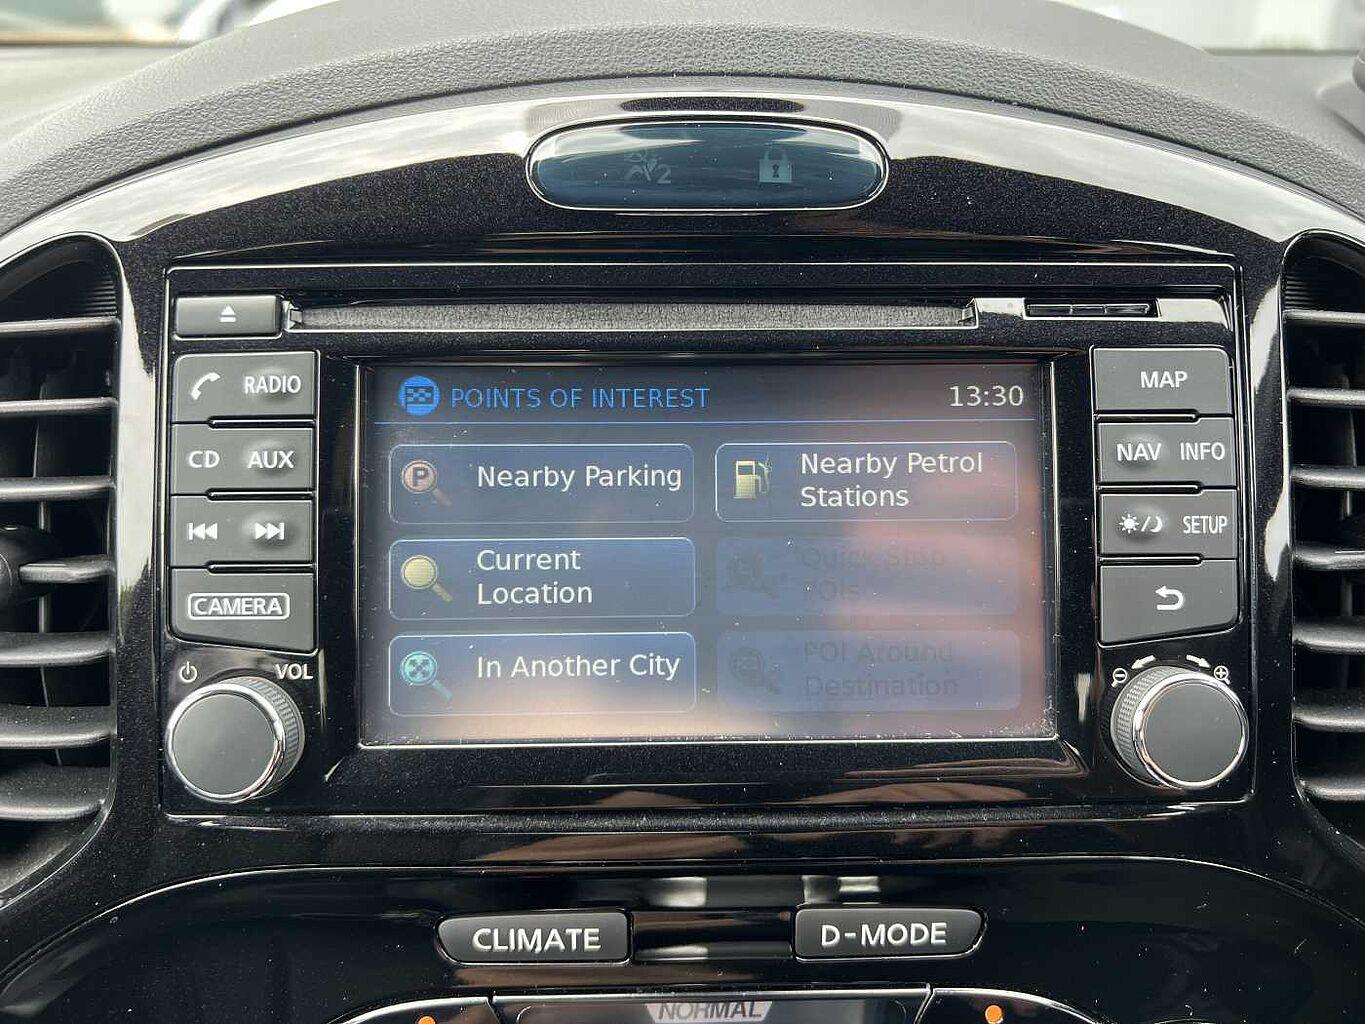 2
RADIO
CD AUX
CAMERA
VOL
POINTS OF INTEREST 13:30
Nearby Parking
Nearby Petrol
Stations
Current
Location
Quick Stop
POIs
In Another City
POI Around
Destination
MAP
NAV INFO
SETUP
CLIMATE
D-MODE
NORMAL